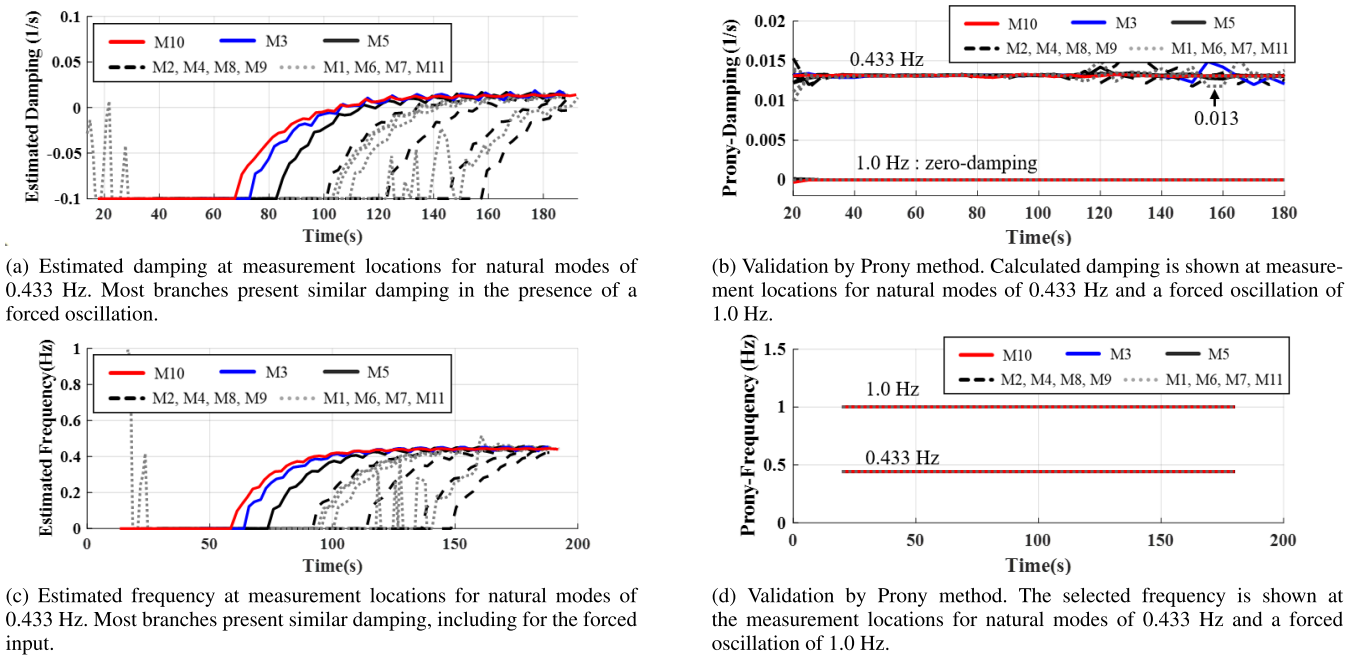 Estimated Damping (1/s)
0.1
0.05
0
-0.05
-0.1
M10
M3
M5
M2, M4, M8, M9
M1, M6, M7, M11
20
40
60
80
100
120
140
160
180
Time(s)
(a) Estimated damping at measurement locations for natural modes of
0.433 Hz. Most branches present similar damping in the presence of a
forced oscillation.
Prony-Damping (1/s)
0.02
0.015
0.01
0.005
0
M10
M3
M5
M2, M4, M8, M9
M1, M6, M7, M11
0.433 Hz
0.013
1.0 Hz : zero-damping
20
40
60
80
100
120
140
160
180
Time(s)
(b) Validation by Prony method. Calculated damping is shown at measure-
ment locations for natural modes of 0.433 Hz and a forced oscillation of
1.0 Hz.
Estimated Frequency(Hz)
1
0.8
0.6
0.4
0.2
0
M10
M3
M5
M2, M4, M8, M9
M1, M6, M7, M11
0
50
100
150
200
Time(s)
(c) Estimated frequency at measurement locations for natural modes of
0.433 Hz. Most branches present similar damping, including for the forced
input.
Prony-Frequqency(Hz)
1.5
1
0.5
0
M10
M3
M5
M2, M4, M8, M9
M1, M6, M7, M11
1.0 Hz
0.433 Hz
0
50
100
150
200
Time(s)
(d) Validation by Prony method. The selected frequency is shown at
the measurement locations for natural modes of 0.433 Hz and a forced
oscillation of 1.0 Hz.